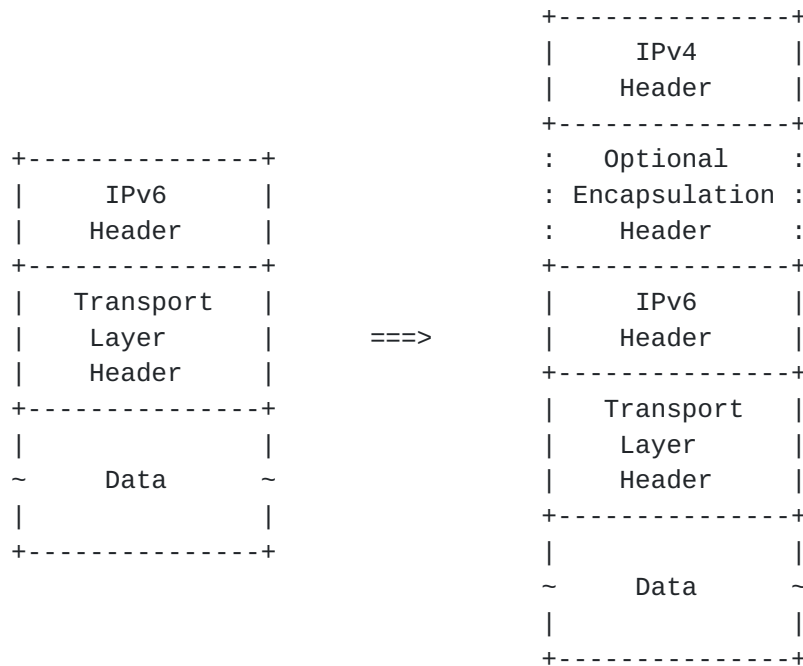 IPv4
Header
Optional
Encapsulation
Header
IPv6
Header
Transport
Layer
Header
Data
IPv6
Header
Transport
Layer
Header
===>
Data